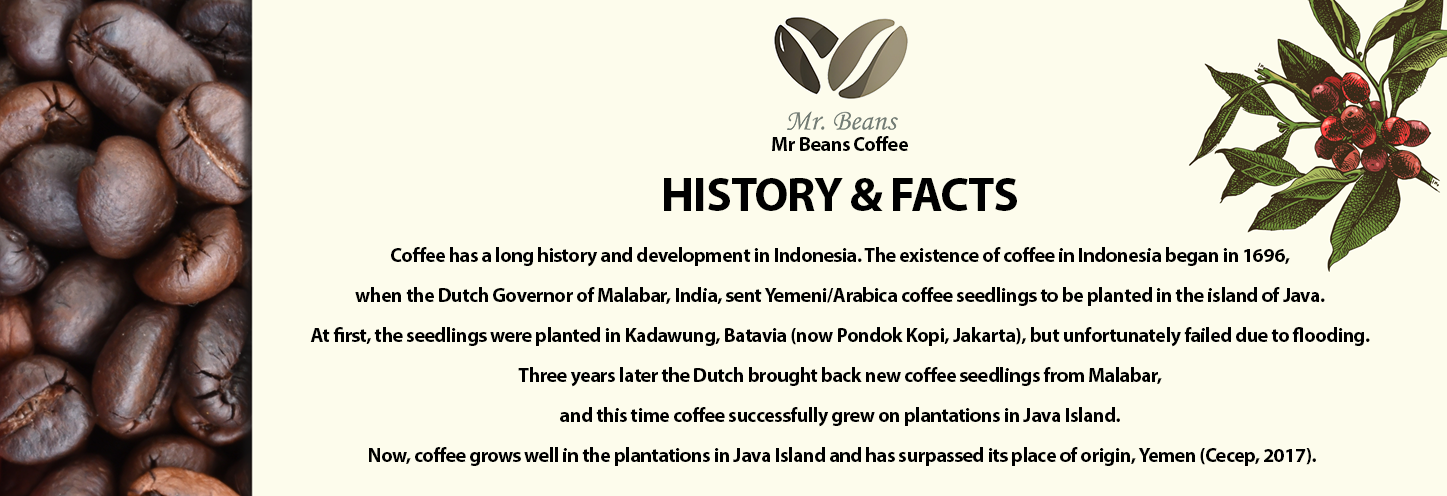 Mr. Beans
Mr Beans Coffee
HISTORY & FACTS
Coffee has a long history and development in Indonesia. The existence of coffee in Indonesia began in 1696,
when the Dutch Governor of Malabar, India, sent Yemeni/Arabica coffee seedlings to be planted in the island of Java.
At first, the seedlings were planted in Kadawung, Batavia (now Pondok Kopi, Jakarta), but unfortunately failed due to flooding.
Three years later the Dutch brought back new coffee seedlings from Malabar,
and this time coffee successfully grew on plantations in Java Island.
Now, coffee grows well in the plantations in Java Island and has surpassed its place of origin, Yemen (Cecep, 2017).